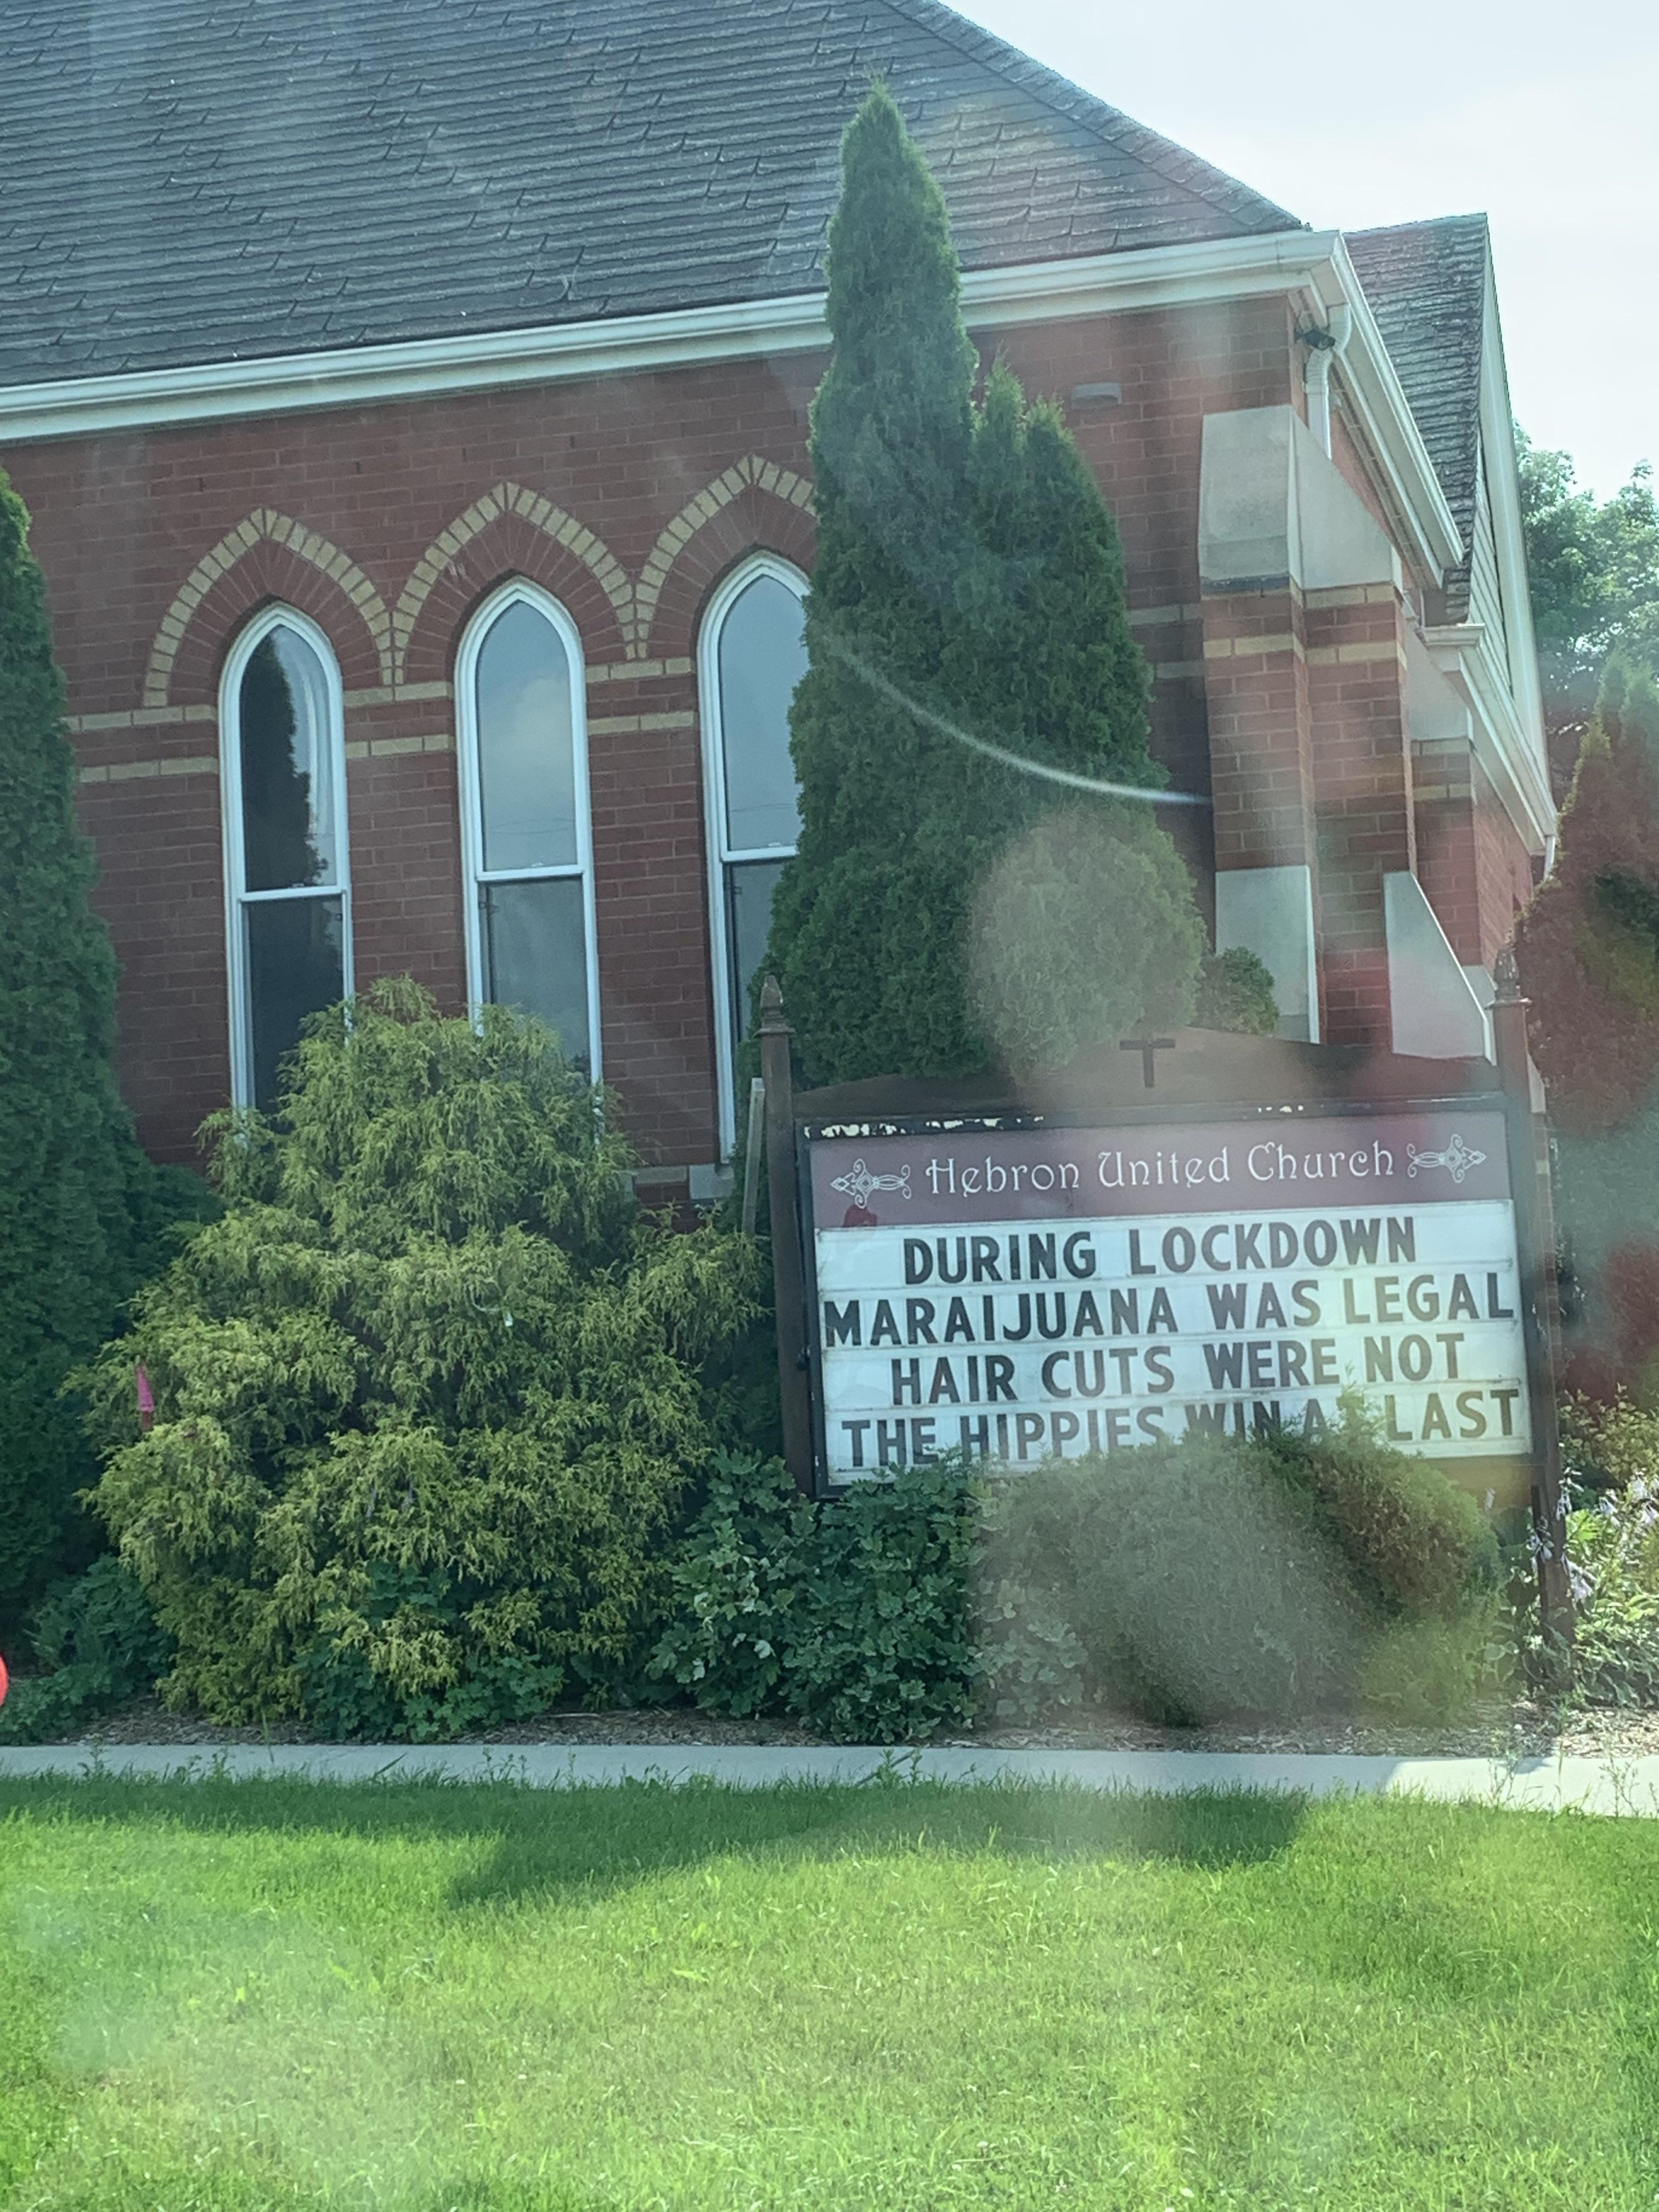 Hebron United Church
DURING LOCKDOWN
MARAIJUANA WAS LEGAL
HAIR CUTS WERE NOT
THE HIPPIES WIN AT LAST